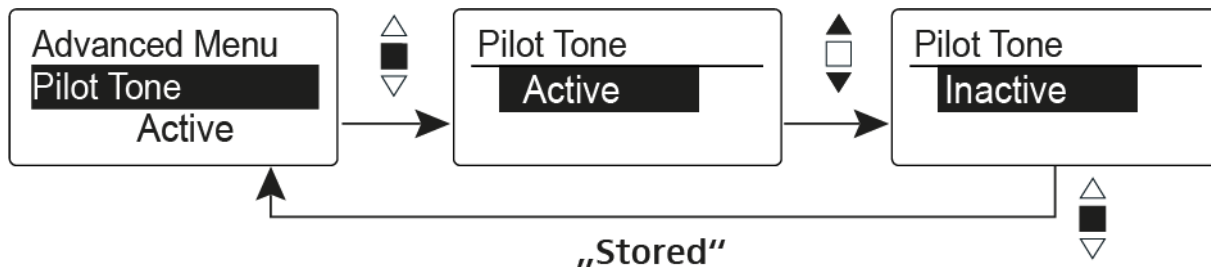 Advanced Menu
Pilot Tone
Active
Pilot Tone
Active
Pilot Tone
Inactive
„Stored“